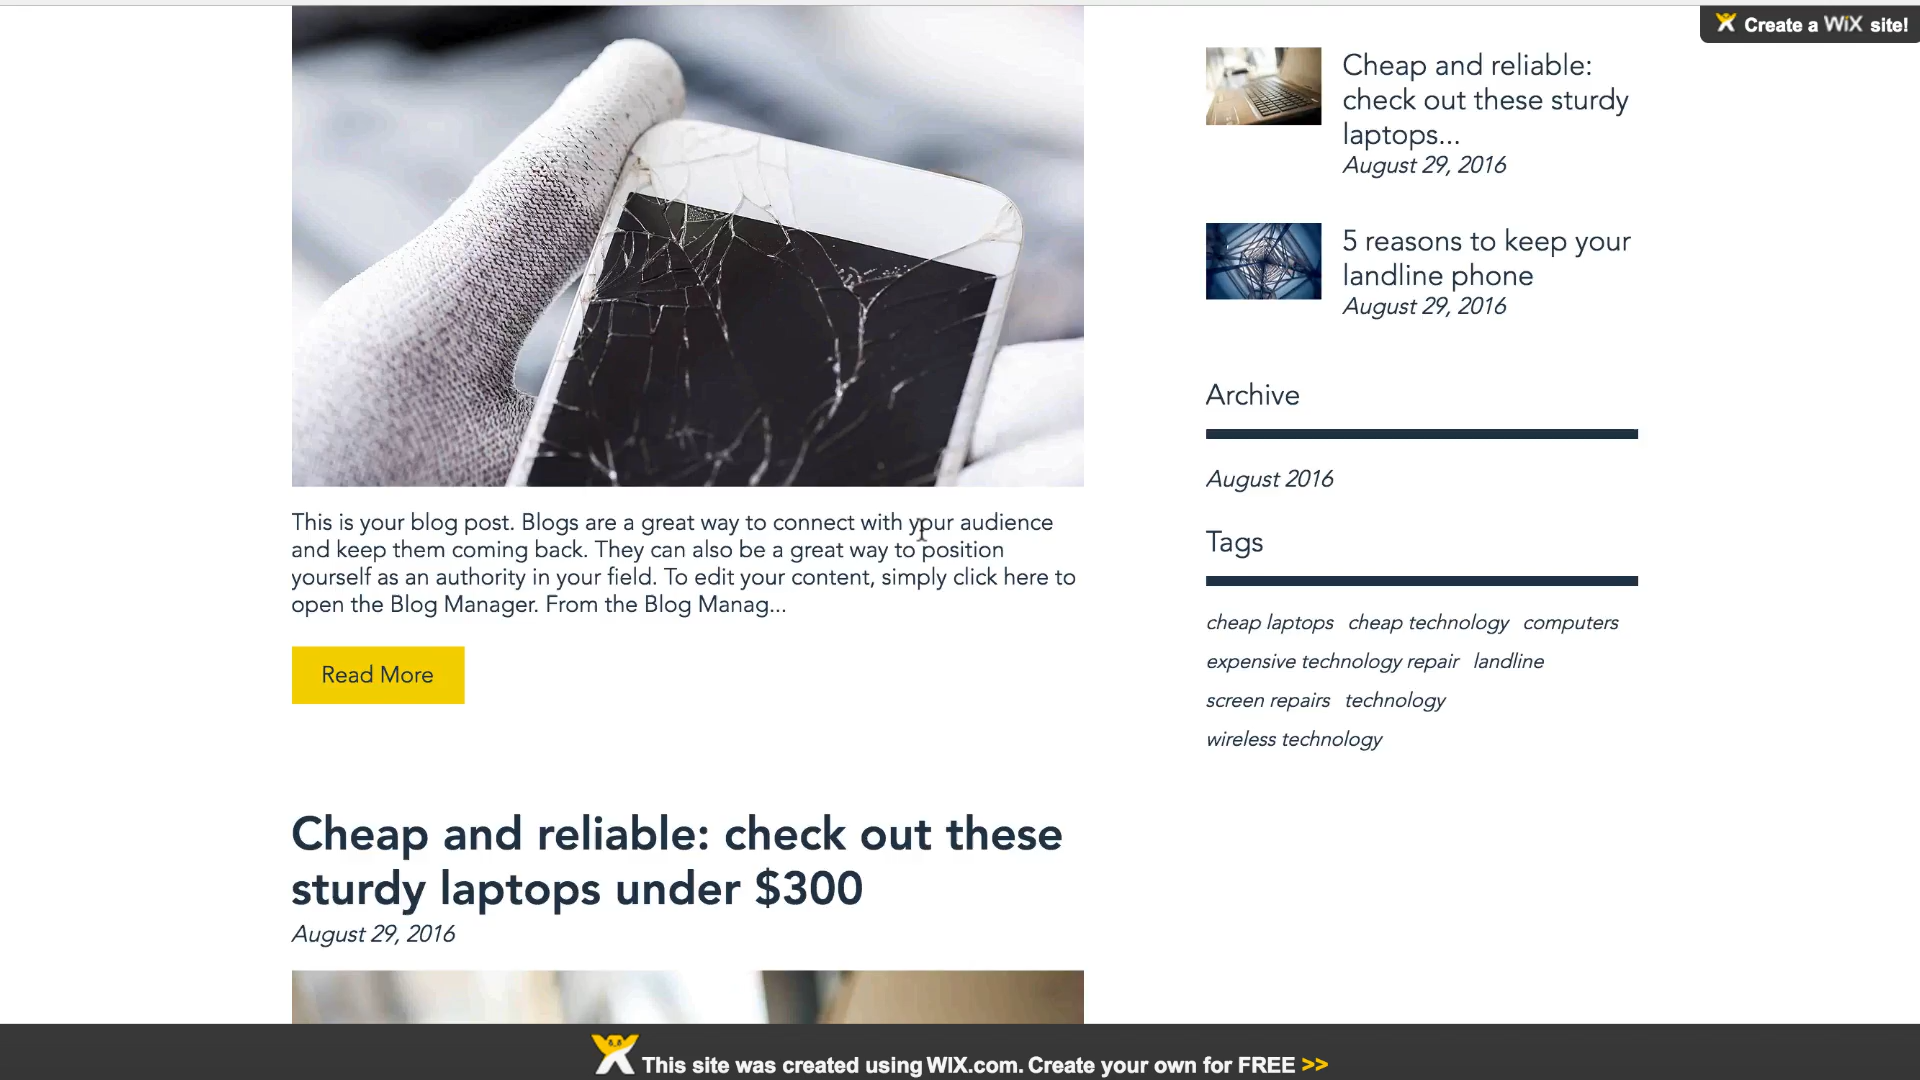 Create a WiX site!
Cheap and reliable:
check out these sturdy
laptops...
August 29, 2016
5 reasons to keep your
landline phone
August 29, 2016
Archive
August 2016
Tags
cheap laptops cheap technology computers
expensive technology repair landline
screen repairs technology
wireless technology
This is your blog post. Blogs are a great way to connect with your audience
and keep them coming back. They can also be a great way to position
yourself as an authority in your field. To edit your content, simply click here to
open the Blog Manager. From the Blog Manag...
Read More
Cheap and reliable: check out these
sturdy laptops under $300
August 29, 2016
This site was created using WIX.com. Create your own for FREE >>